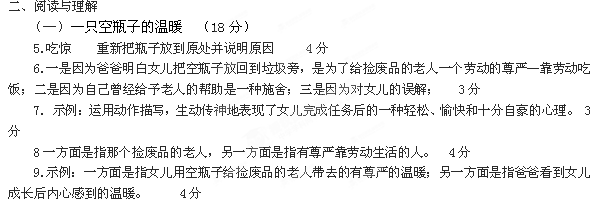 二、阅读与理解
（一）一只空瓶子的温暖 （18 分）
5.吃惊 重新把瓶子放到原处并说明原因 4分
6.一是因为爸爸明白女儿把空瓶子放回到垃圾旁，是为了给捡废品的老人一个劳动的尊严—靠劳动吃
饭；二是因为自己曾经给予老人的帮助是一种施舍；三是因为对女儿的误解； 3分
7. 示例：运用动作描写，生动传神地表现了女儿完成任务后的一种轻松、愉快和十分自豪的心理。3
分
8一方面是指那个捡废品的老人，另一方面是指有尊严靠劳动生活的人。 4分
9.示例：一方面是指女儿用空瓶子给捡废品的老人带去的有尊严的温暖；另一方面是指爸爸看到女儿
成长后内心感到的温暖。 4分